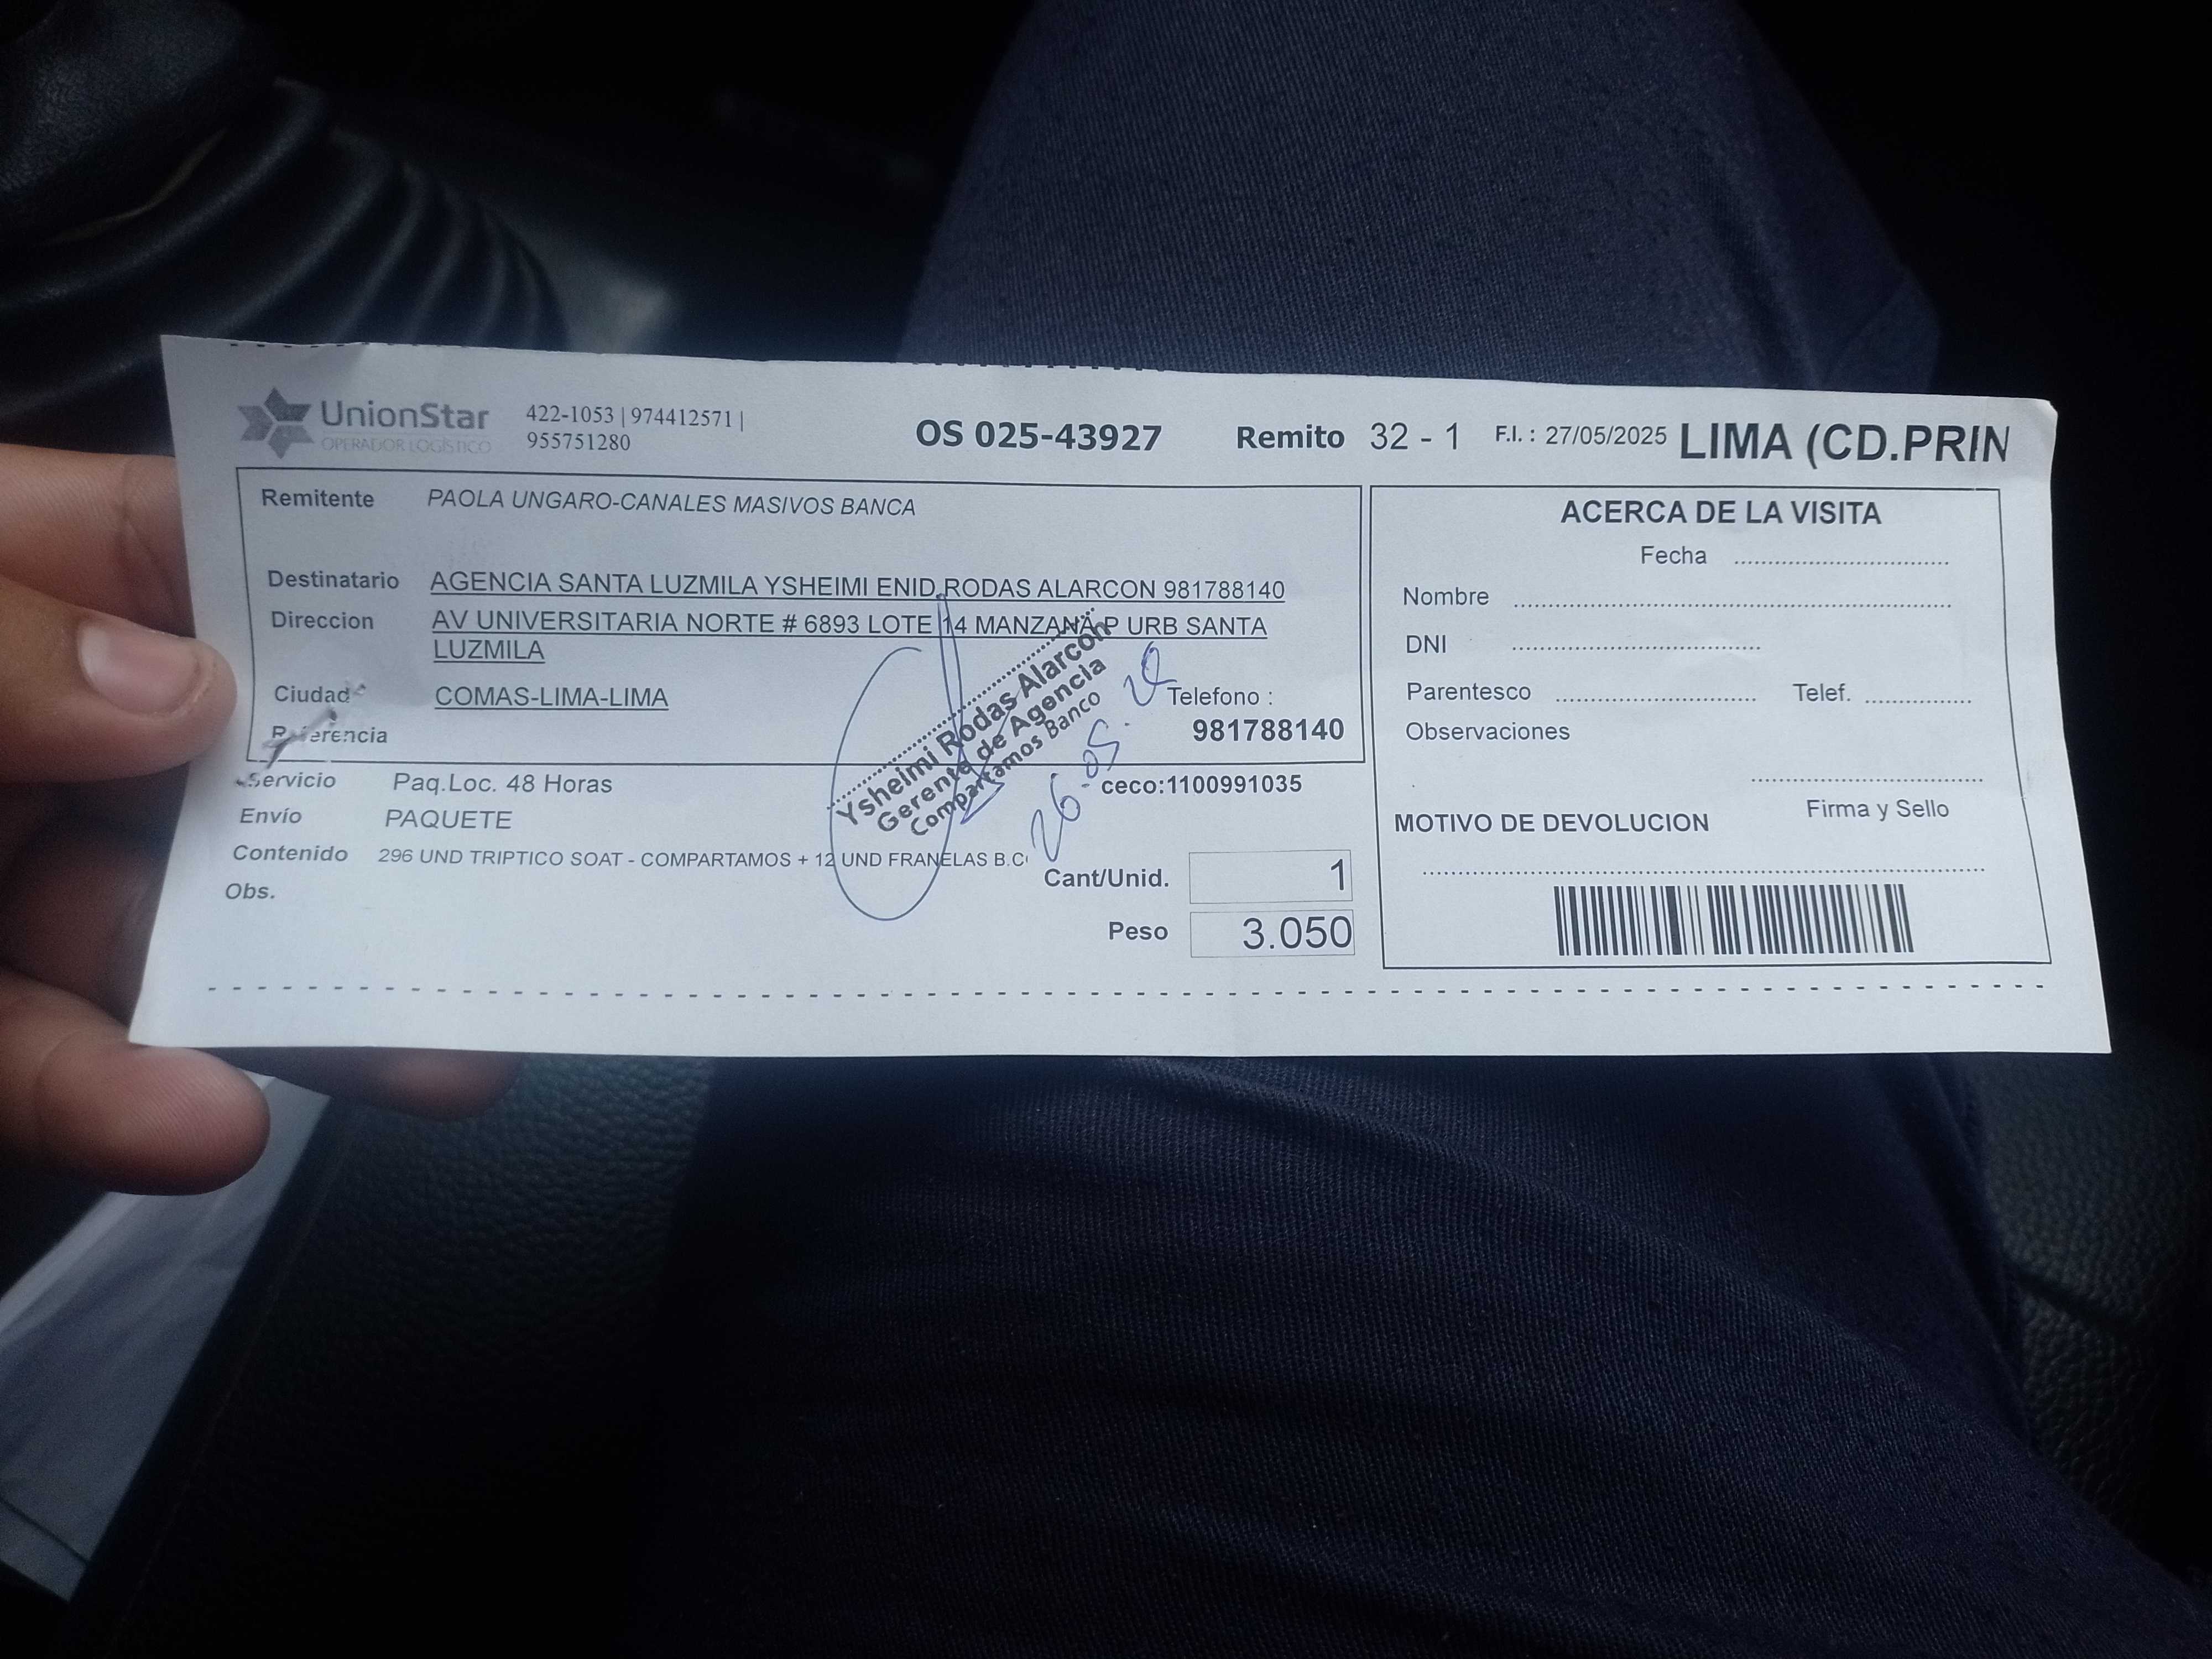 UnionStar
OPERADOR LOGÍSTICO
422-1053 | 974412571 |
955751280
OS 025-43927
Remito 32 - 1
F.I. : 27/05/2025
LIMA (CD.PRIN
Remitente PAOLA UNGARO-CANALES MASIVOS BANCA
Destinatario AGENCIA SANTA LUZMILA YSHEIMI ENID RODAS ALARCON 981788140
Direccion AV UNIVERSITARIA NORTE # 6893 LOTE 14 MANZANA P URB SANTA
LUZMILA
Ciudad COMAS-LIMA-LIMA
Telefono :
981788140
Referencia
Ysheimi Rodas Alarcón
Gerente de Agencia
Compartamos Banco
Servicio Paq.Loc. 48 Horas
ceco:1100991035
Envío PAQUETE
Contenido 296 UND TRIPTICO SOAT - COMPARTAMOS + 12 UND FRANELAS B.C
Obs.
Cant/Unid. 1
Peso 3.050
ACERCA DE LA VISITA
Fecha
Nombre
DNI
Parentesco Telef.
Observaciones
Firma y Sello
MOTIVO DE DEVOLUCION